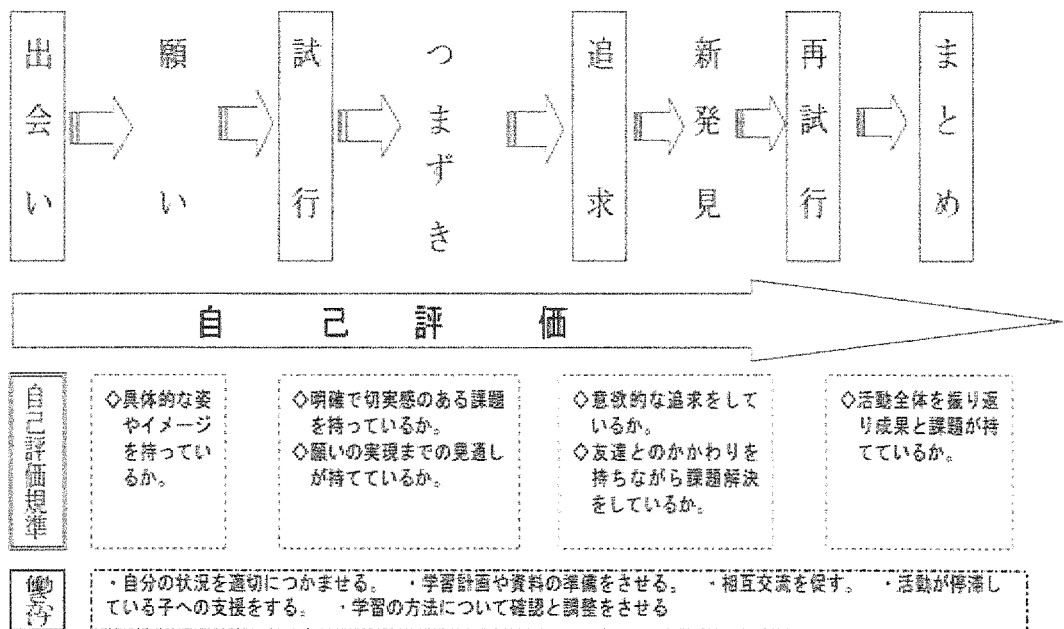 出会い
願い
試行
つまずき
追求
新発見
再試行
まとめ
自己評価
自己評価規準
◇具体的な姿
やイメージ
を持ってい
るか。
◇明確で切実感のある課題
を持っているか。
◇願いの実現までの見通し
が持てているか。
◇意欲的な追求をして
いるか。
◇友達とのかかわりを
持ちながら課題解決
をしているか。
◇活動全体を振り返
り成果と課題が持
てているか。
・自分の状況を適切につかませる。 ・学習計画や資料の準備をさせる。 ・相互交流を促す。 ・活動が停滞し
ている子への支援をする。 ・学習の方法について確認と調整をさせる